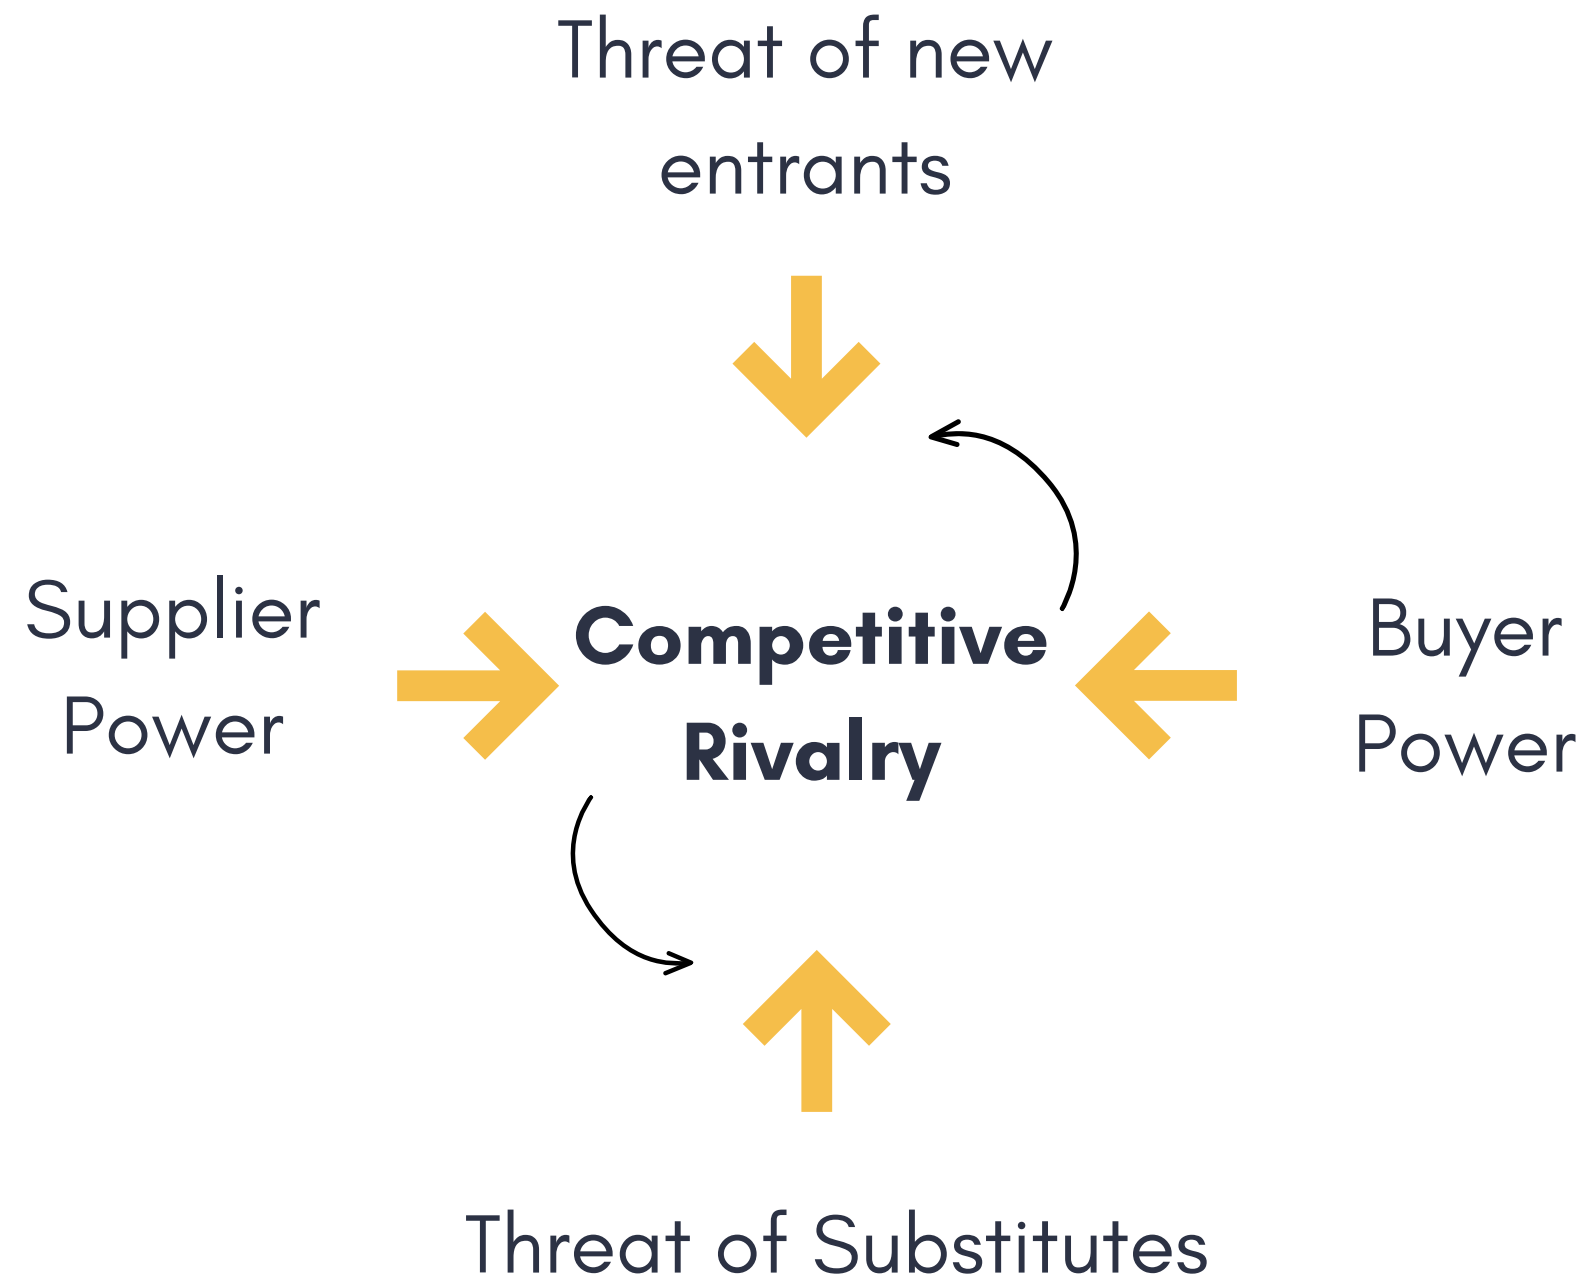 Threat of new
entrants
Supplier
Power
Competitive
Rivalry
Buyer
Power
Threat of Substitutes